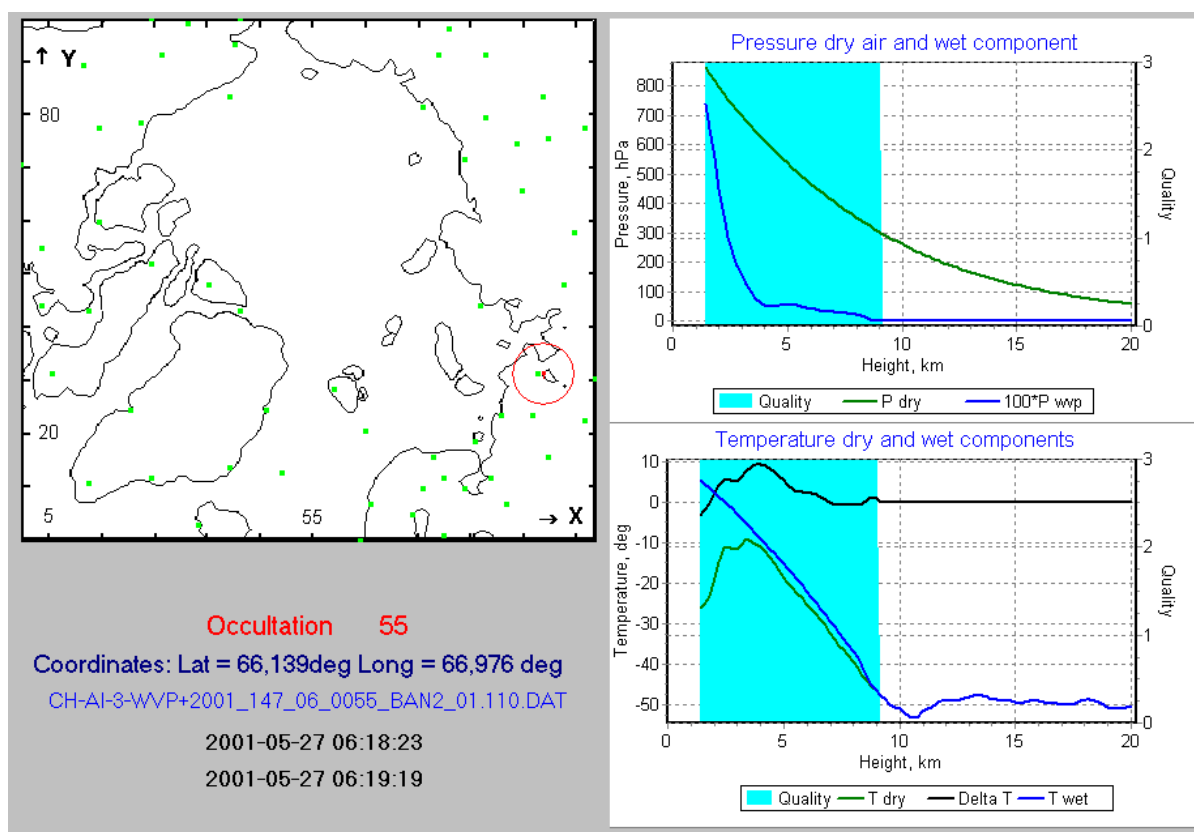 ↑ Y
80
20
5 55 → X
Occultation 55
Coordinates: Lat = 66,139deg Long = 66,976 deg
CH-AI-3-WVP+2001_147_06_0055_BAN2_01.110.DAT
2001-05-27 06:18:23
2001-05-27 06:19:19
Pressure dry air and wet component
Pressure, hPa
800
700
600
500
400
300
200
100
0
3
2
1
0
Quality
0 5 10 15 20
Height, km
Quality P dry 100*P wvp
Temperature dry and wet components
Temperature, deg
10
0
-10
-20
-30
-40
-50
3
2
1
0
Quality
0 5 10 15 20
Height, km
Quality T dry Delta T T wet